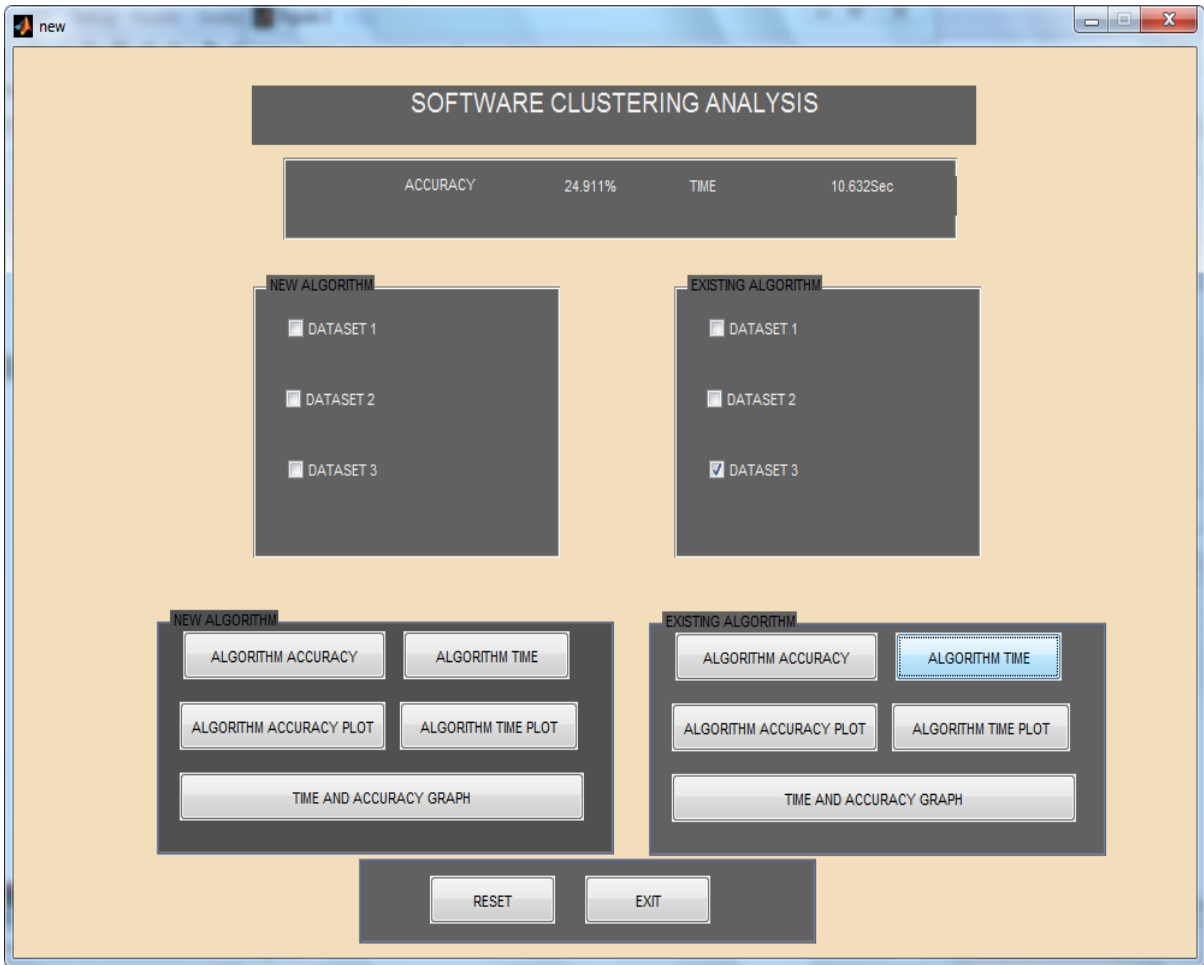 new
SOFTWARE CLUSTERING ANALYSIS
ACCURACY 24.911% TIME 10.632Sec
NEW ALGORITHM
DATASET 1
DATASET 2
DATASET 3
EXISTING ALGORITHM
DATASET 1
DATASET 2
DATASET 3
NEW ALGORITHM
ALGORITHM ACCURACY ALGORITHM TIME
ALGORITHM ACCURACY PLOT ALGORITHM TIME PLOT
TIME AND ACCURACY GRAPH
EXISTING ALGORITHM
ALGORITHM ACCURACY ALGORITHM TIME
ALGORITHM ACCURACY PLOT ALGORITHM TIME PLOT
TIME AND ACCURACY GRAPH
RESET EXIT